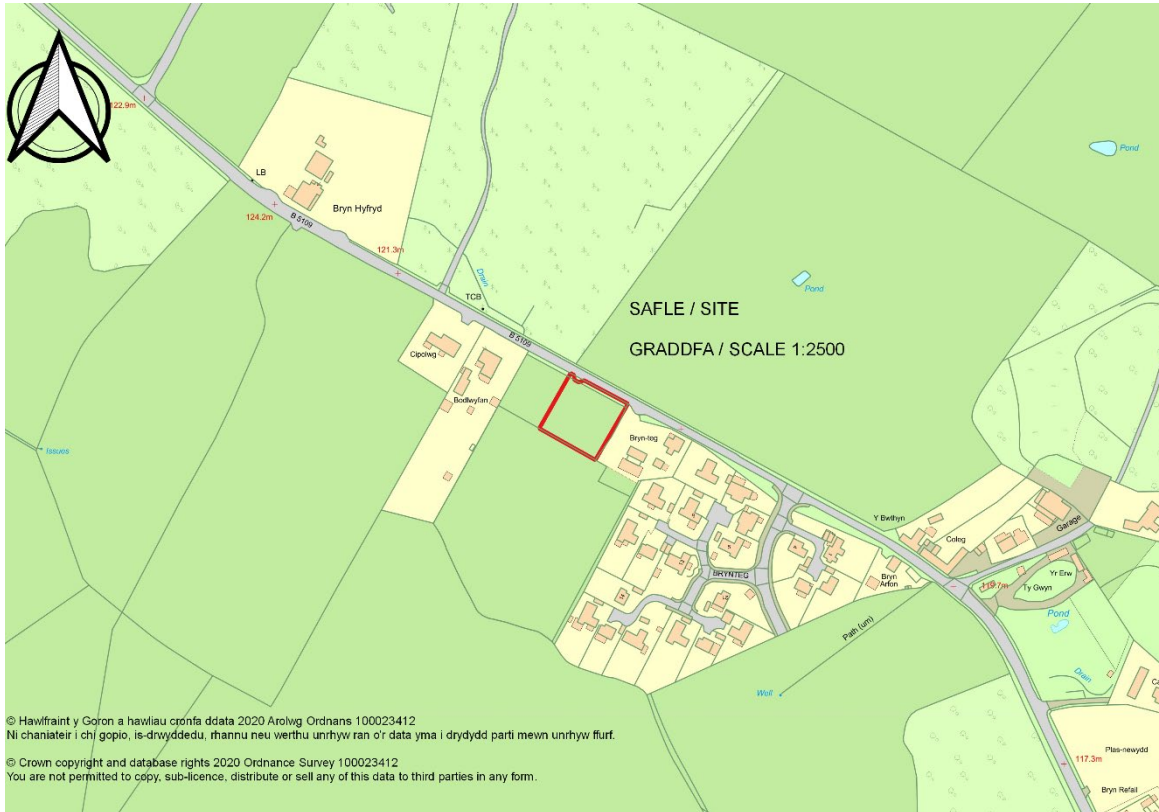 122.9m
LB
124.2m
B 5109
Bryn Hyfryd
121.3m
Drain
TCB
B 5109
Pond
Pond
SAFLE / SITE
GRADDFA / SCALE 1:2500
Cipolwg
Bodlwyfan
Issues
Bryn-teg
BRYNTEG
Y Bwthyn
Coleg
Garage
Bryn
Arfon
Yr Erw
Ty Gwyn
Pond
Path (um)
Well
Drain
Plas-newydd
117.3m
Bryn Refail
© Hawlfraint y Goron a hawliau cronfa ddata 2020 Arolwg Ordnans 100023412
Ni chaniateir i chi gopio, is-drwyddedu, rhannu neu werthu unrhyw ran o'r data yma i drydydd parti mewn unrhyw ffurf.
© Crown copyright and database rights 2020 Ordnance Survey 100023412
You are not permitted to copy, sub-licence, distribute or sell any of this data to third parties in any form.